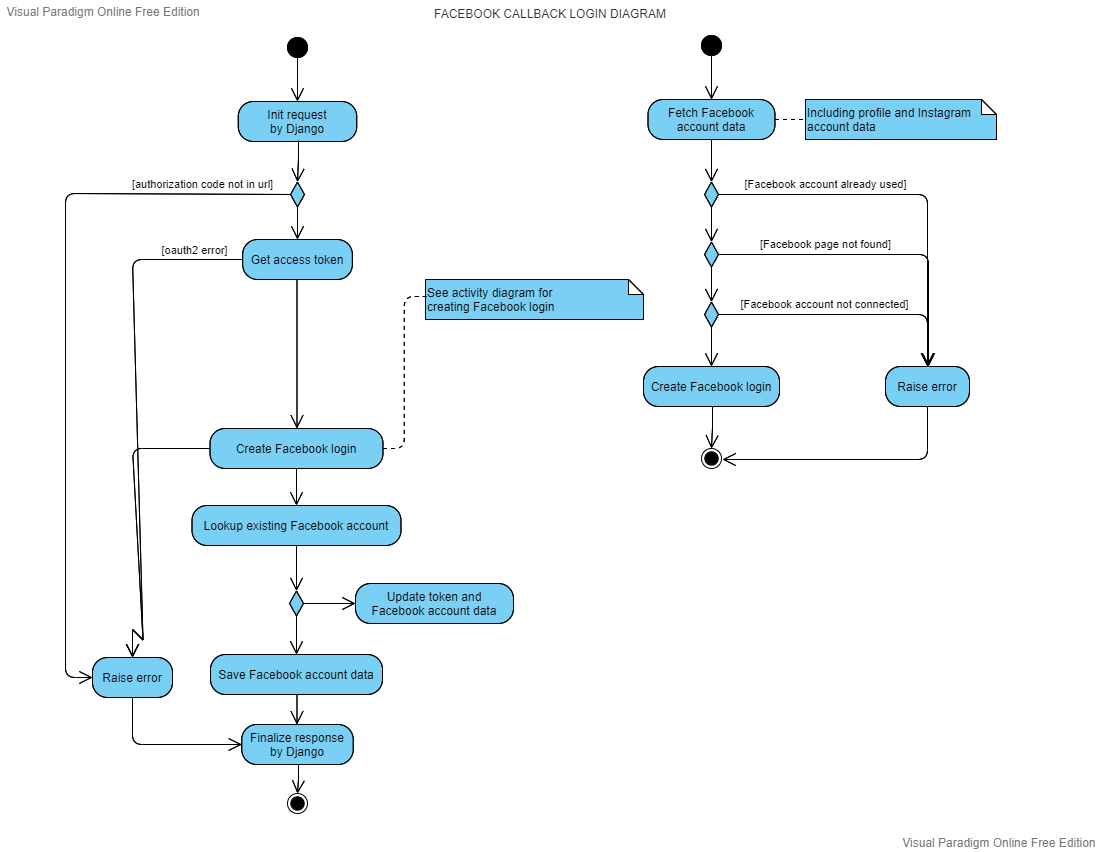 Visual Paradigm Online Free Edition
FACEBOOK CALLBACK LOGIN DIAGRAM
Init request
by Django
[authorization code not in url]
[oauth2 error]
Get access token
See activity diagram for
creating Facebook login
Create Facebook login
Lookup existing Facebook account
Update token and
Facebook account data
Raise error
Save Facebook account data
Finalize response
by Django
Fetch Facebook
account data
Including profile and Instagram
account data
[Facebook account already used]
[Facebook page not found]
[Facebook account not connected]
Create Facebook login
Raise error
Visual Paradigm Online Free Edition